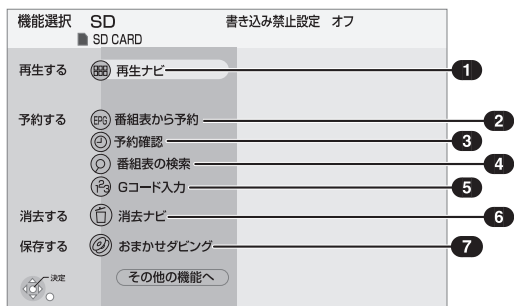 機能選択 SD 書き込み禁止設定 オフ
SD CARD
再生する 再生ナビ 1
予約する EPG 番組表から予約 2
予約確認 3
番組表の検索 4
123 Gコード入力 5
消去する 消去ナビ 6
保存する おまかせダビング 7
決定 その他の機能へ